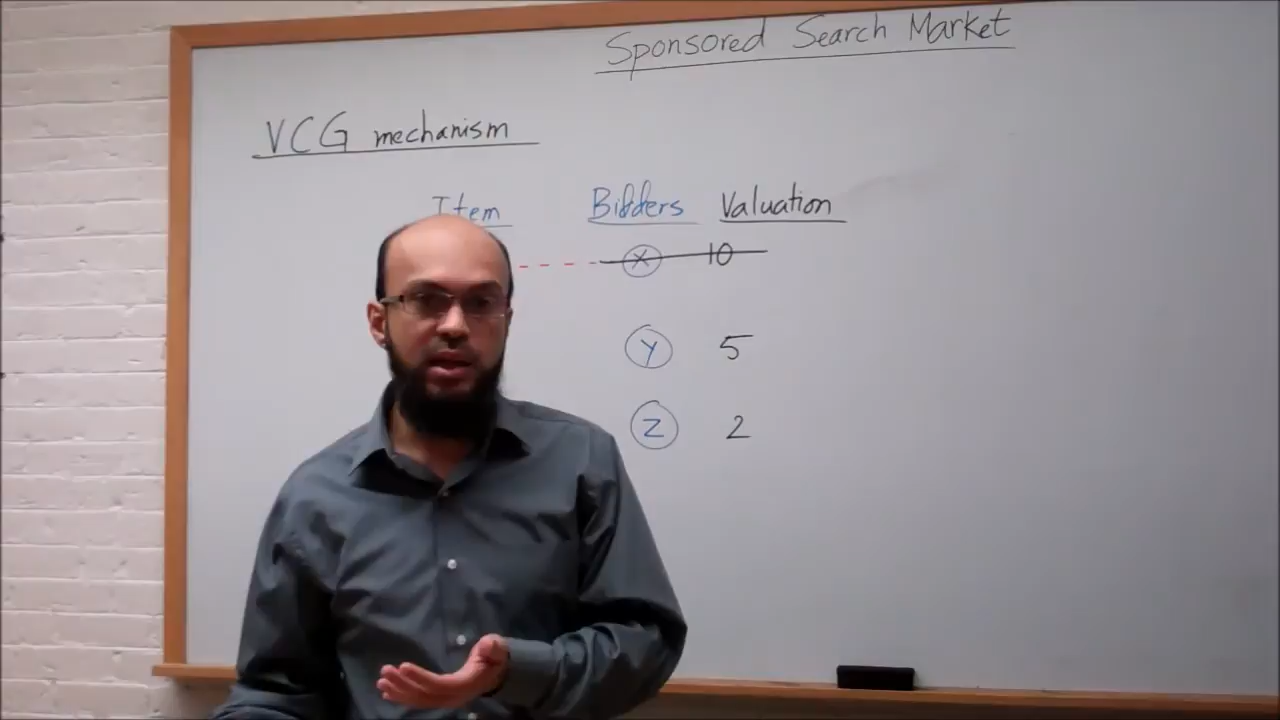 Sponsored Search Market
VCG mechanism
Item Bidders Valuation
X 10
y 5
Z 2